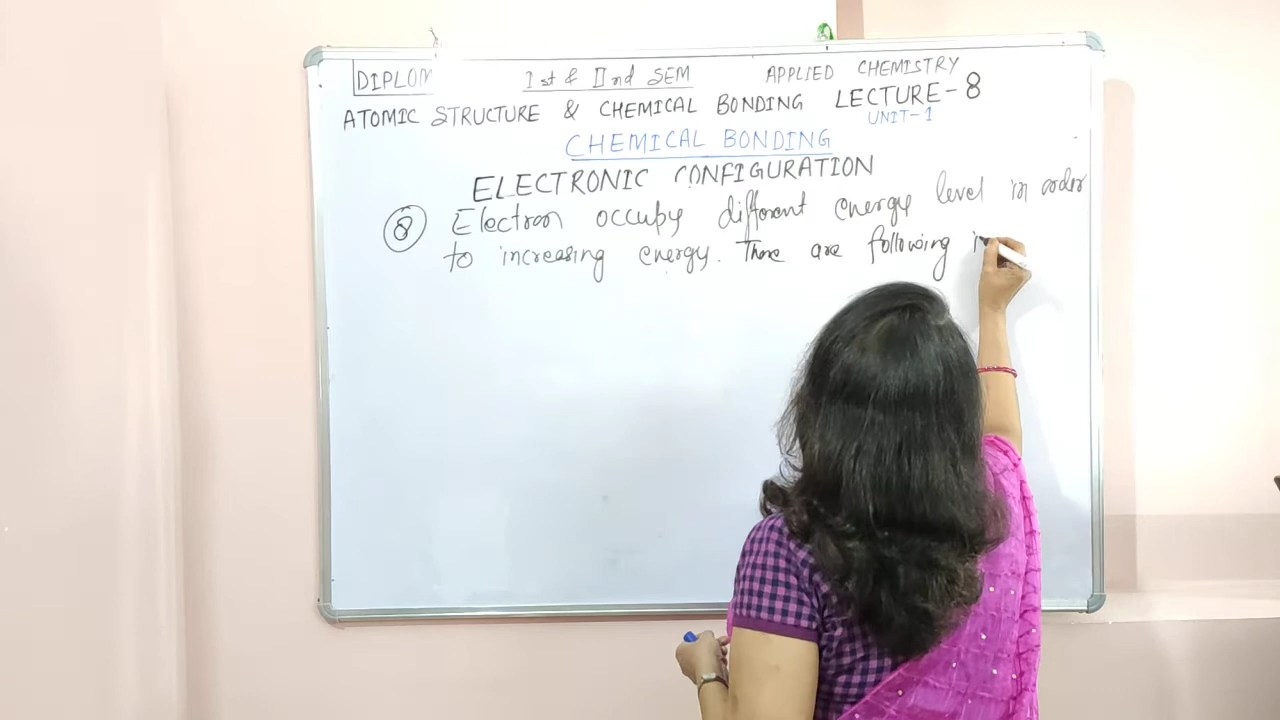 DIPLOM Ist & IInd SEM APPLIED CHEMISTRY
ATOMIC STRUCTURE & CHEMICAL BONDING LECTURE-8
UNIT-1
CHEMICAL BONDING
ELECTRONIC CONFIGURATION
⑧ Electron occupy different energy level in order
to increasing energy. There are following